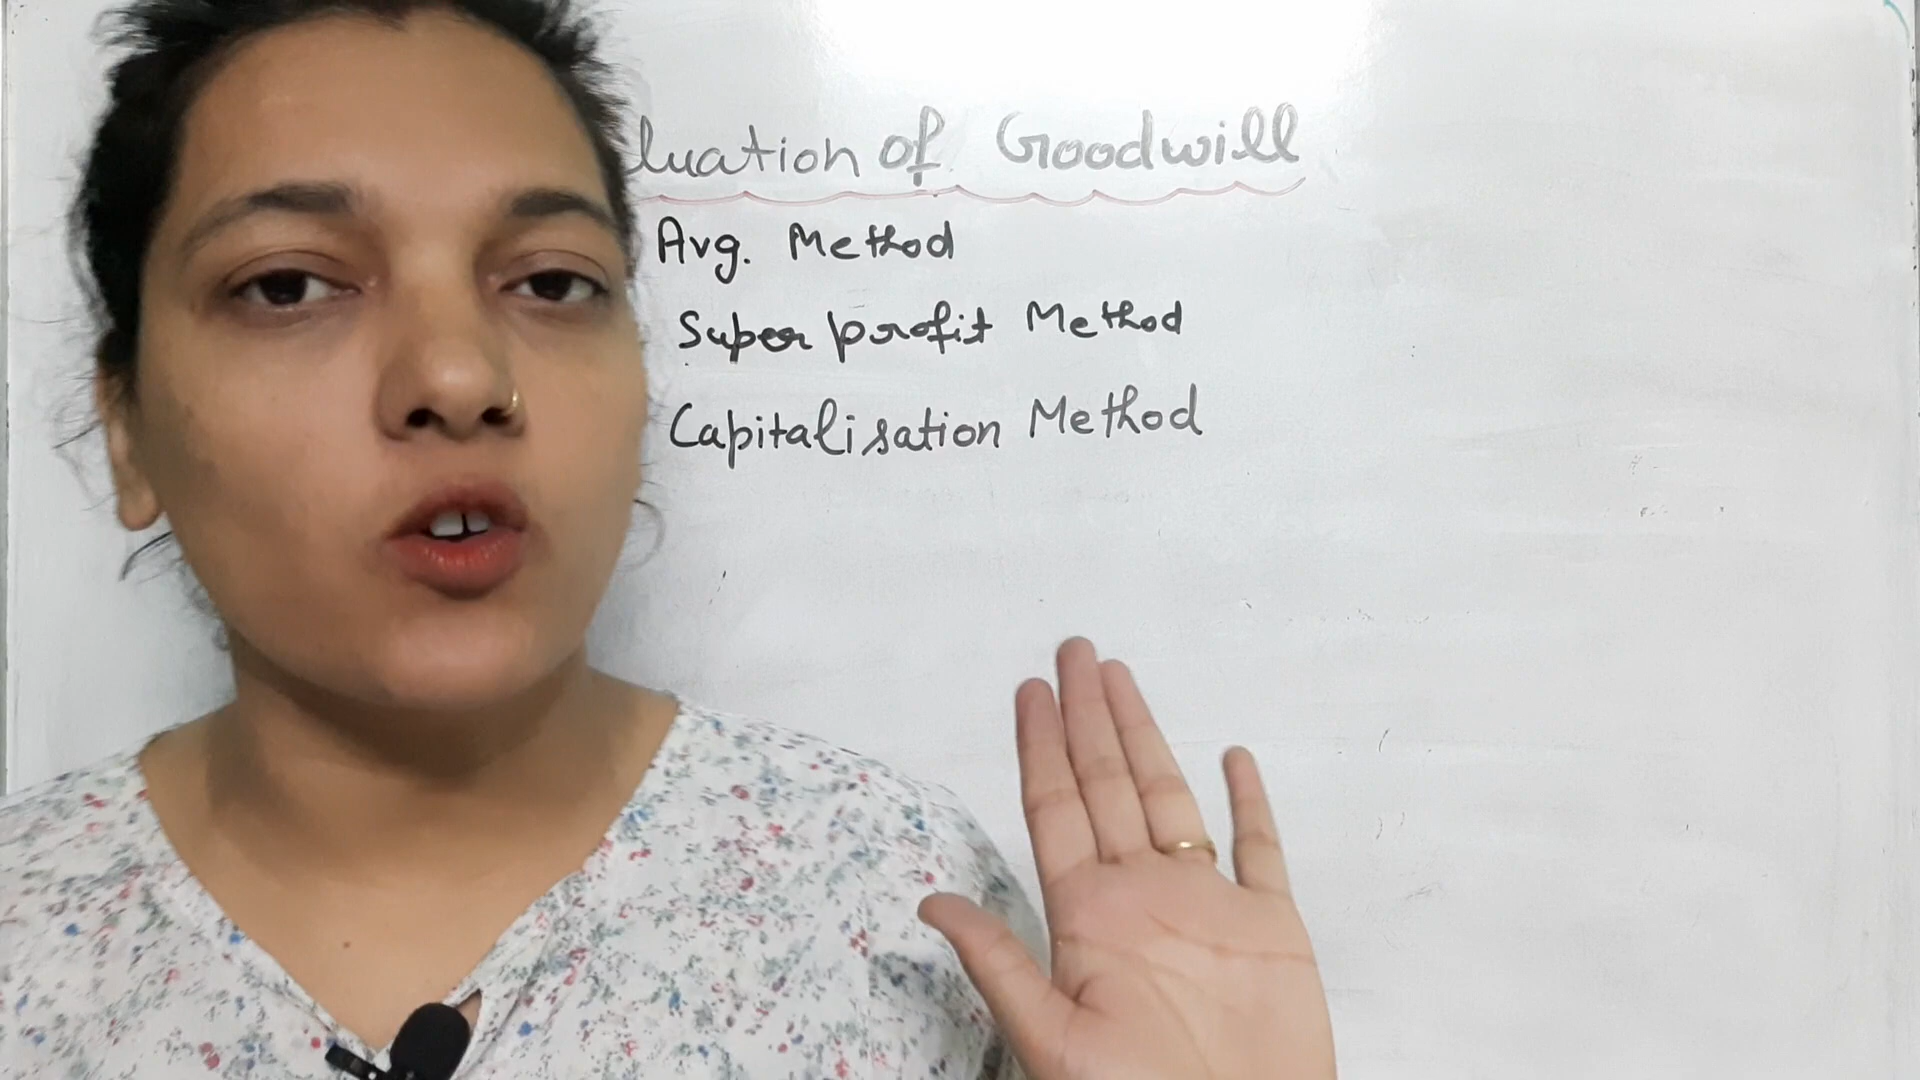 luation of Goodwill
Avg. Method
Super profit Method
Capitalisation Method